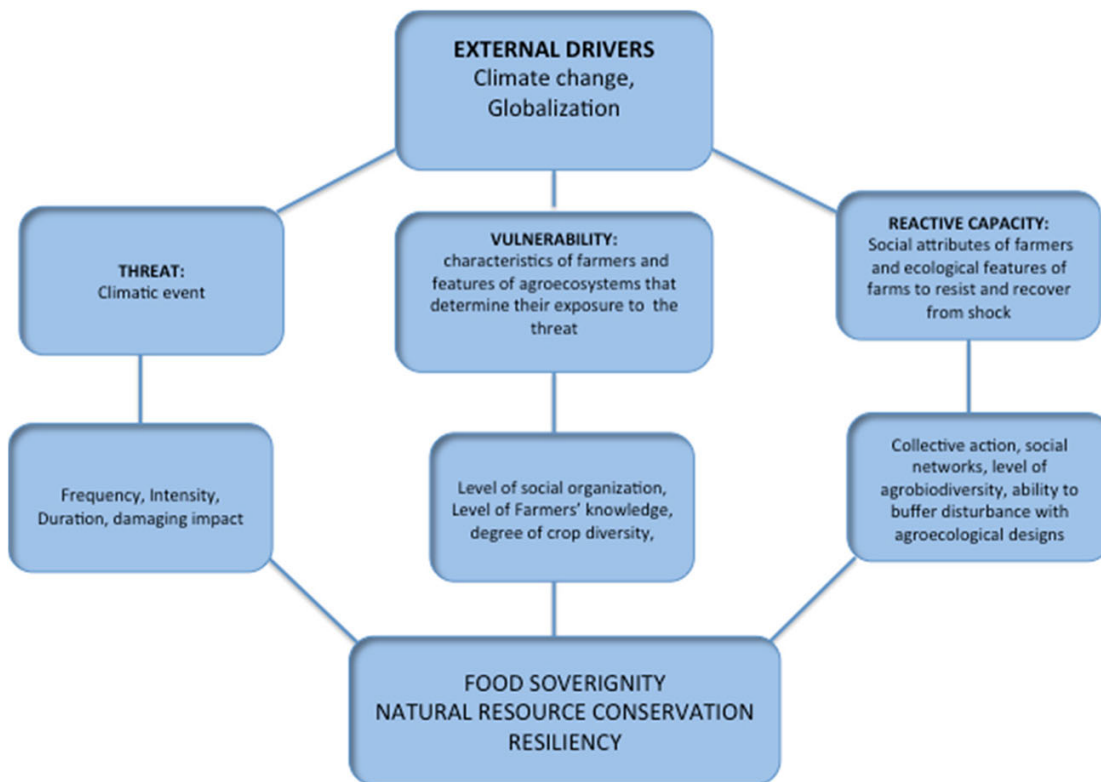 EXTERNAL DRIVERS
Climate change,
Globalization
THREAT:
Climatic event
VULNERABILITY:
characteristics of farmers and
features of agroecosystems that
determine their exposure to the
threat
REACTIVE CAPACITY:
Social attributes of farmers
and ecological features of
farms to resist and recover
from shock
Frequency, Intensity,
Duration, damaging impact
Level of social organization,
Level of Farmers' knowledge,
degree of crop diversity,
Collective action, social
networks, level of
agrobiodiversity, ability to
buffer disturbance with
agroecological designs
FOOD SOVERIGNITY
NATURAL RESOURCE CONSERVATION
RESILIENCY